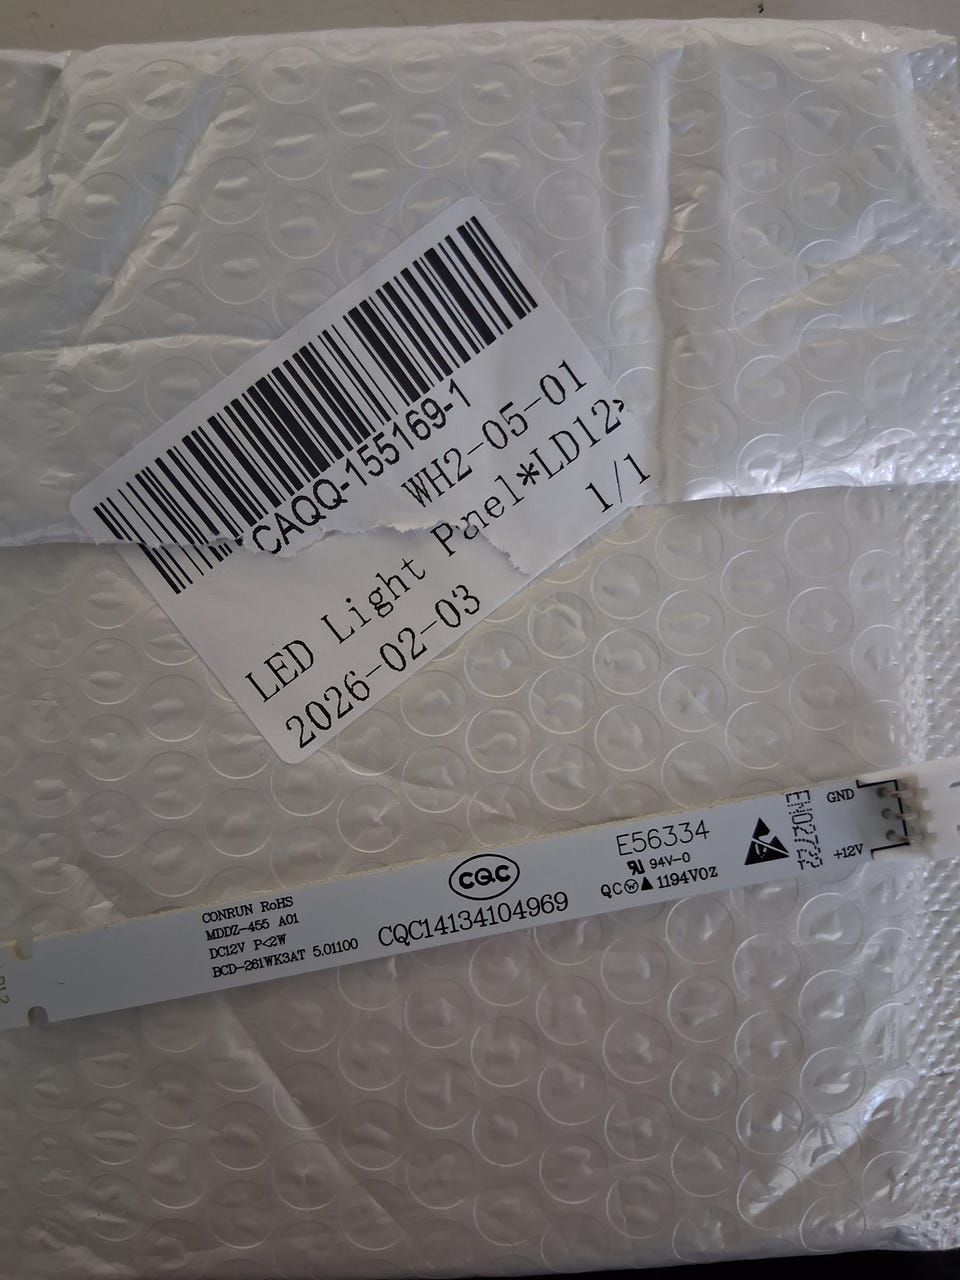 CAQQ-155169-1
WH2-05-01
LED Light Panel*LD12
1/1
2026-02-03
CONRUN RoHS
MDDZ-455 A01
DC12V P<2W
BCD-261WK3AT 5.01100
CQC
CQC14134104969
E56334
94V-0
QC 1194V0Z
GND
+12V